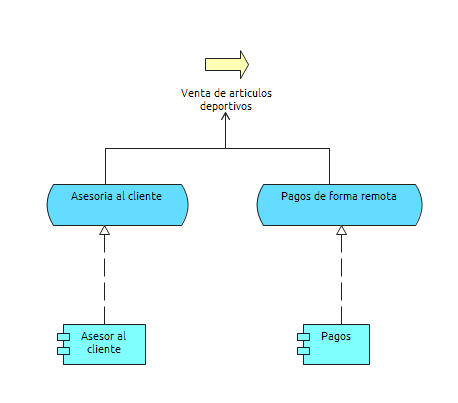 Venta de articulos
deportivos
Asesoria al cliente
Pagos de forma remota
Asesor al
cliente
Pagos